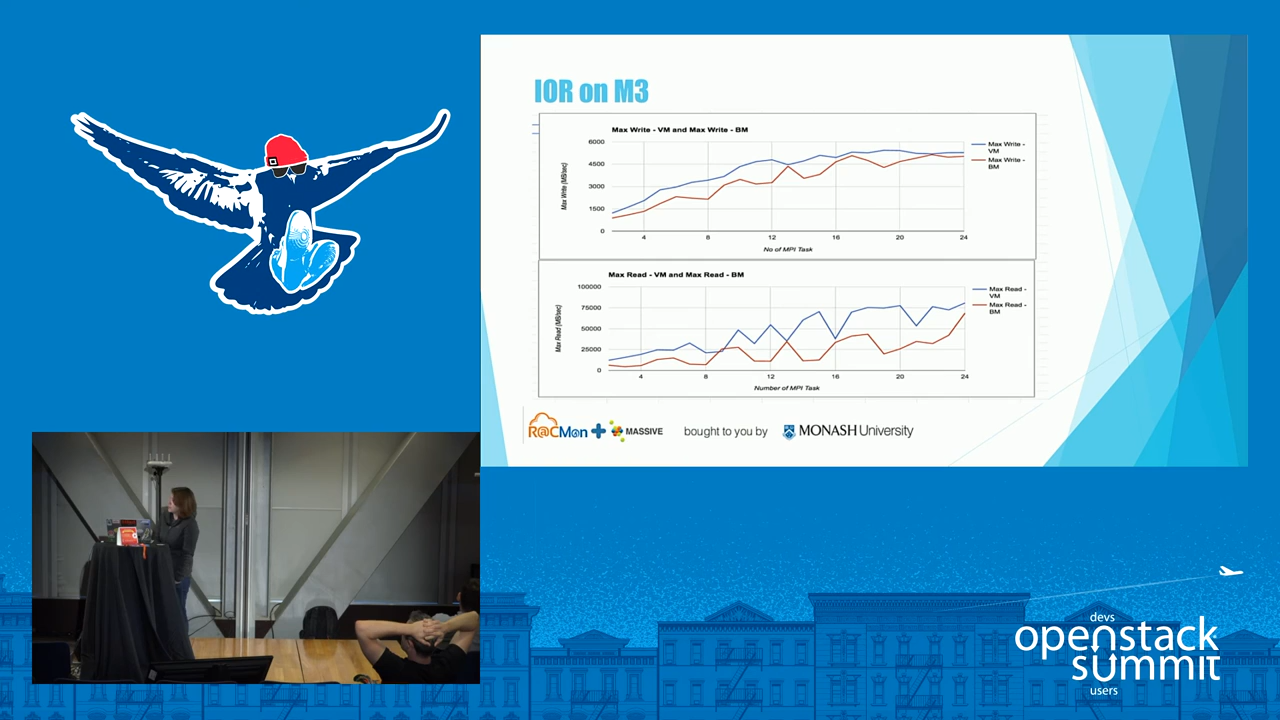 IOR on M3
Max Write - VM and Max Write - BM
Max Write (MB/sec)
6000
4500
3000
1500
0
4
8
12
16
20
24
No of MPI Task
Max Write -
VM
Max Write -
BM
Max Read - VM and Max Read - BM
Max Read (MB/sec)
100000
75000
50000
25000
0
4
8
12
16
20
24
Number of MPI Task
Max Read -
VM
Max Read -
BM
R@CMon + MASSIVE bought to you by MONASH University
devs
openstack
summit
users